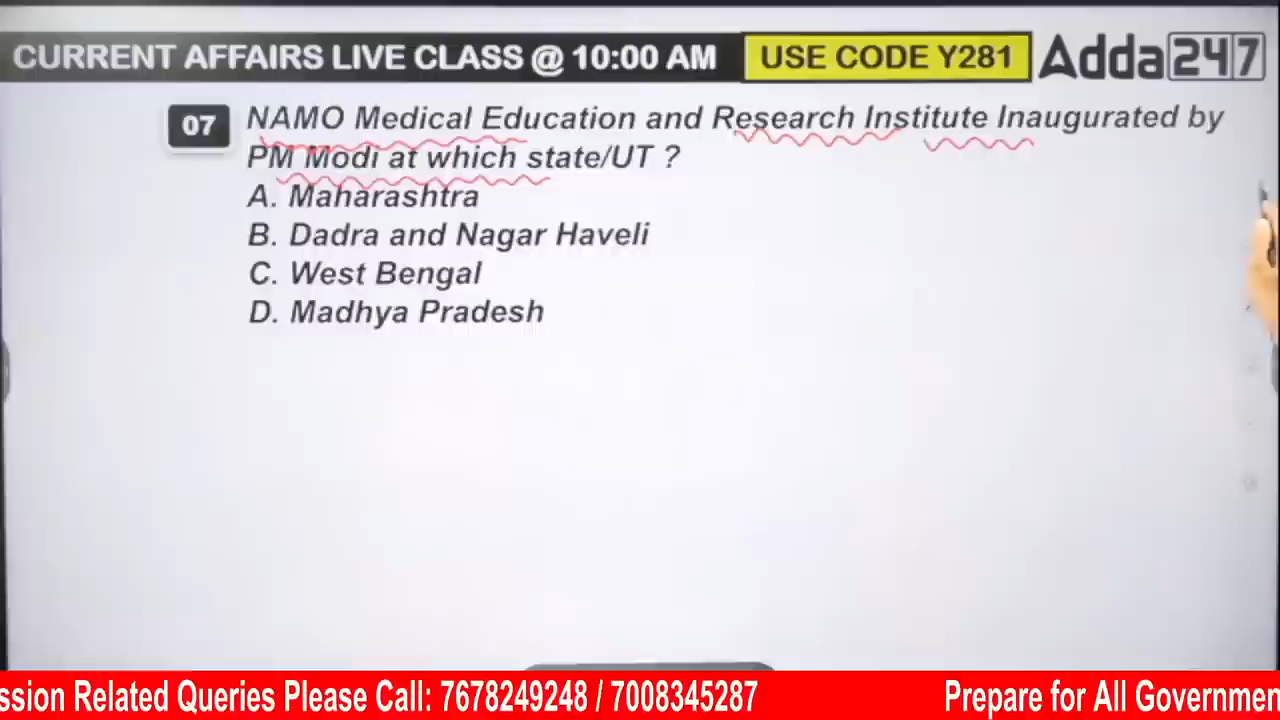 CURRENT AFFAIRS LIVE CLASS @ 10:00 AM USE CODE Y281 Adda247
07 NAMO Medical Education and Research Institute Inaugurated by
PM Modi at which state/UT ?
A. Maharashtra
B. Dadra and Nagar Haveli
C. West Bengal
D. Madhya Pradesh
ssion Related Queries Please Call: 7678249248 / 7008345287 Prepare for All Governmen